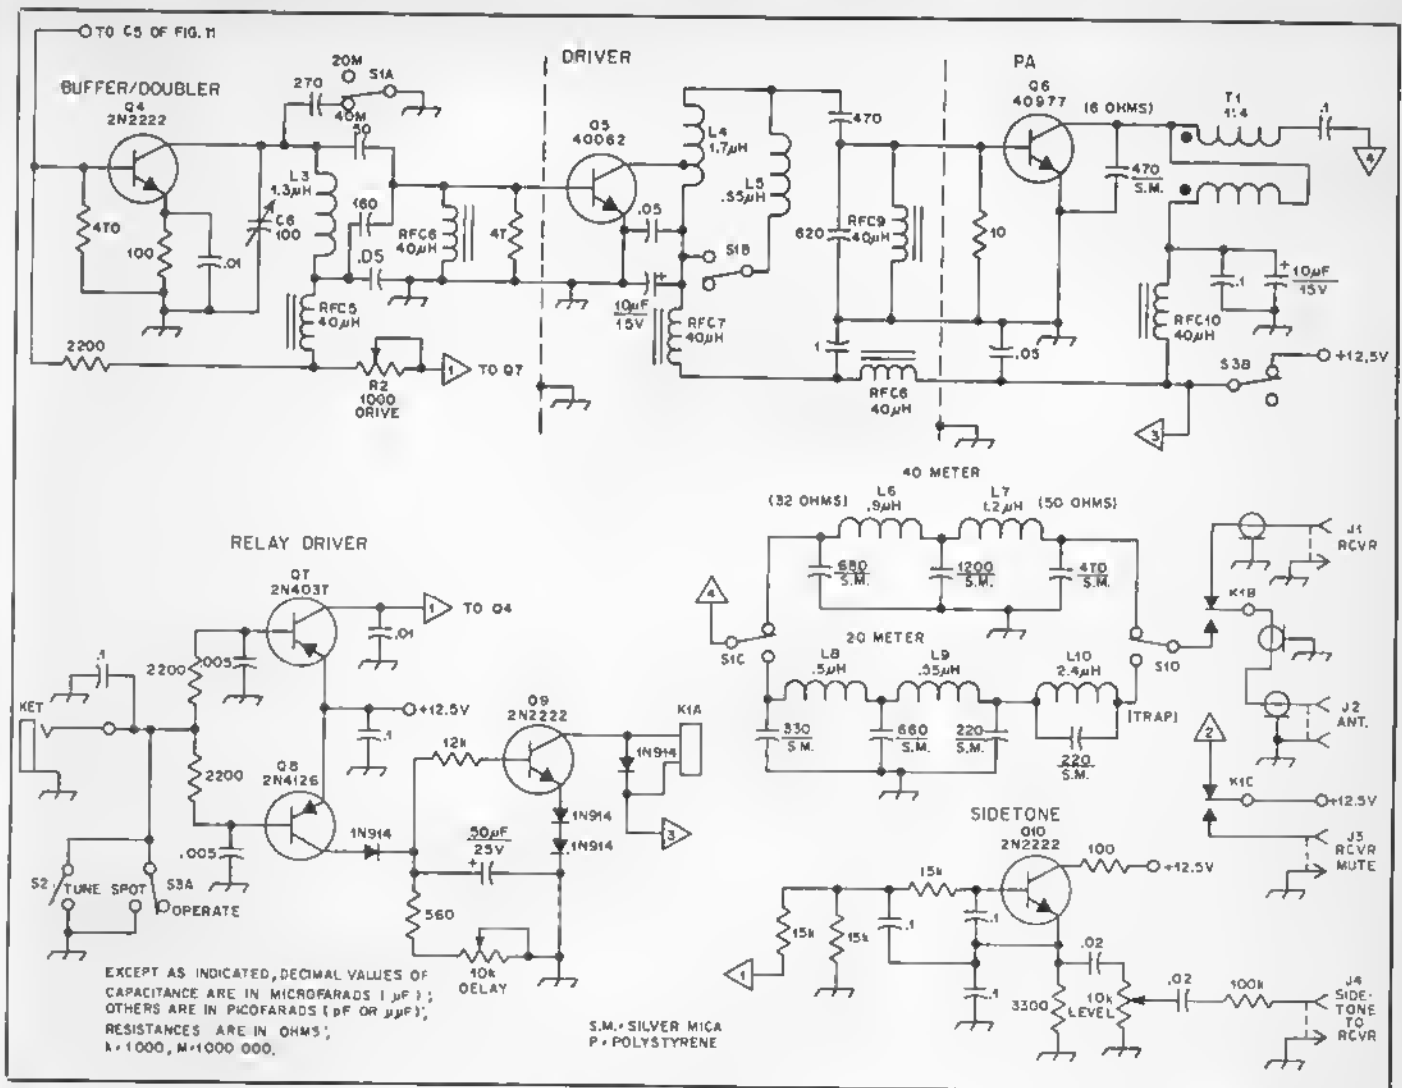 TO C5 OF FIG. 11
BUFFER/DOUBLER
Q4
2N2222
270
20M
S1A
40M
50
L3
1.3µH
C6
100
470
100
.01
.05
RFC6
40µH
47
RFC5
40µH
2200
R2
1000
DRIVE
1
TO Q7
DRIVER
Q5
40062
L4
1.7µH
L5
.55µH
.05
S1B
10µF
15V
RFC7
40µH
470
620
RFC9
40µH
10
.1
RFC6
40µH
.05
PA
Q6
40977
(6 OHMS)
470
S.M.
T1
1:4
.1
4
RFC10
40µH
.1
+
10µF
15V
S3B
+12.5V
3
40 METER
(32 OHMS)
L6
.9µH
L7
1.2µH
(50 OHMS)
680
S.M.
1200
S.M.
470
S.M.
4
S1C
20 METER
L8
.5µH
L9
.55µH
L10
2.4µH
330
S.M.
660
S.M.
220
S.M.
220
S.M.
[TRAP]
S1D
J1
RCVR
K1B
J2
ANT.
2
K1C
+12.5V
J3
RCVR
MUTE
RELAY DRIVER
Q7
2N4037
1
TO Q4
.01
.1
KEY
2200
.005
+12.5V
.1
2200
Q8
2N4126
.005
1N914
12k
Q9
2N2222
K1A
1N914
3
1N914
1N914
50µF
25V
+
560
10k
DELAY
S2
TUNE
SPOT
S3A
OPERATE
SIDETONE
Q10
2N2222
100
+12.5V
15k
.1
.1
15k
15k
1
.1
3300
.02
10k
LEVEL
.02
100k
J4
SIDE-
TONE
TO
RCVR
EXCEPT AS INDICATED, DECIMAL VALUES OF
CAPACITANCE ARE IN MICROFARADS (µF);
OTHERS ARE IN PICOFARADS (pF OR µµF);
RESISTANCES ARE IN OHMS;
k=1000, M=1000 000.
S.M.= SILVER MICA
P= POLYSTYRENE